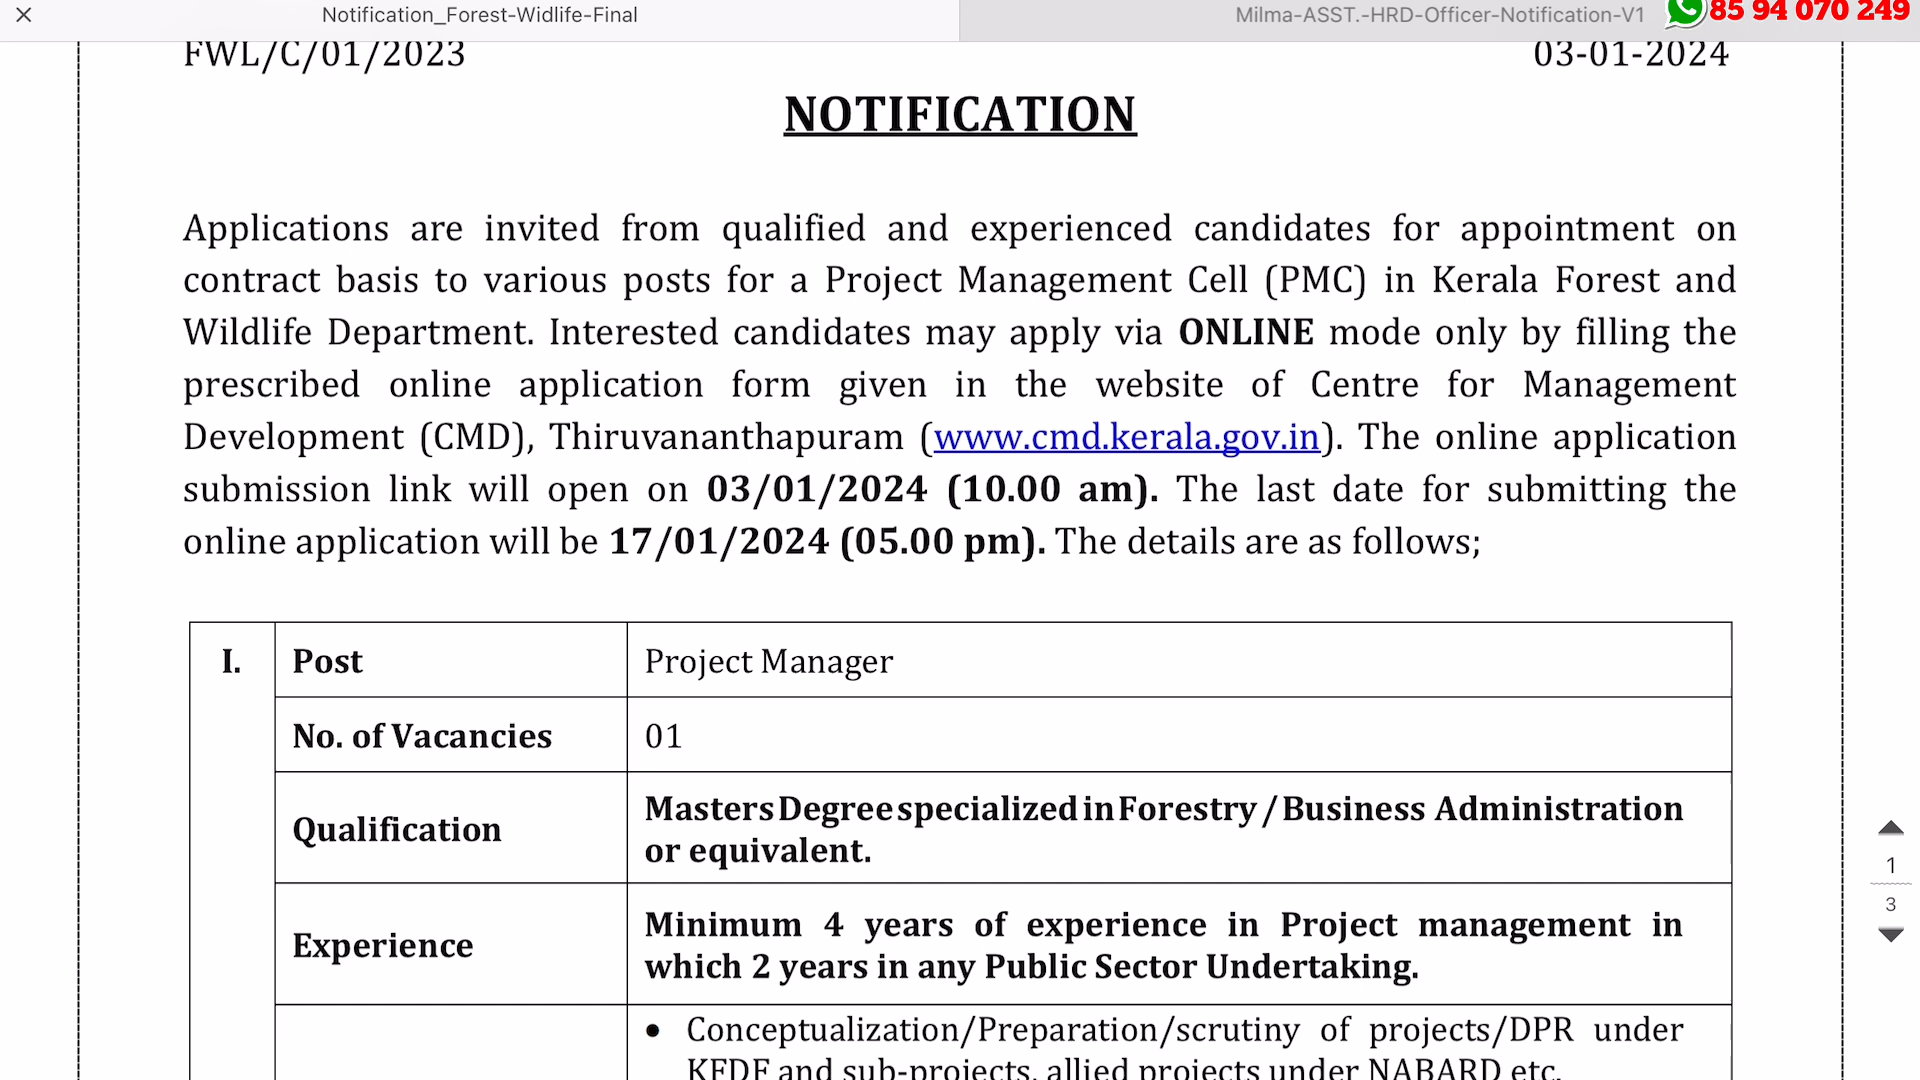 Notification_Forest-Widlife-Final
Milma-ASST.-HRD-Officer-Notification-V1
85 94 070 249
FWL/C/01/2023
03-01-2024
NOTIFICATION
Applications are invited from qualified and experienced candidates for appointment on
contract basis to various posts for a Project Management Cell (PMC) in Kerala Forest and
Wildlife Department. Interested candidates may apply via ONLINE mode only by filling the
prescribed online application form given in the website of Centre for Management
Development (CMD), Thiruvananthapuram (www.cmd.kerala.gov.in). The online application
submission link will open on 03/01/2024 (10.00 am). The last date for submitting the
online application will be 17/01/2024 (05.00 pm). The details are as follows;
I.
Post
Project Manager
No. of Vacancies
01
Qualification
Masters Degree specialized in Forestry / Business Administration
or equivalent.
Experience
Minimum 4 years of experience in Project management in
which 2 years in any Public Sector Undertaking.
• Conceptualization/Preparation/scrutiny of projects/DPR under
KFDF and sub-projects, allied projects under NABARD etc.
1
3